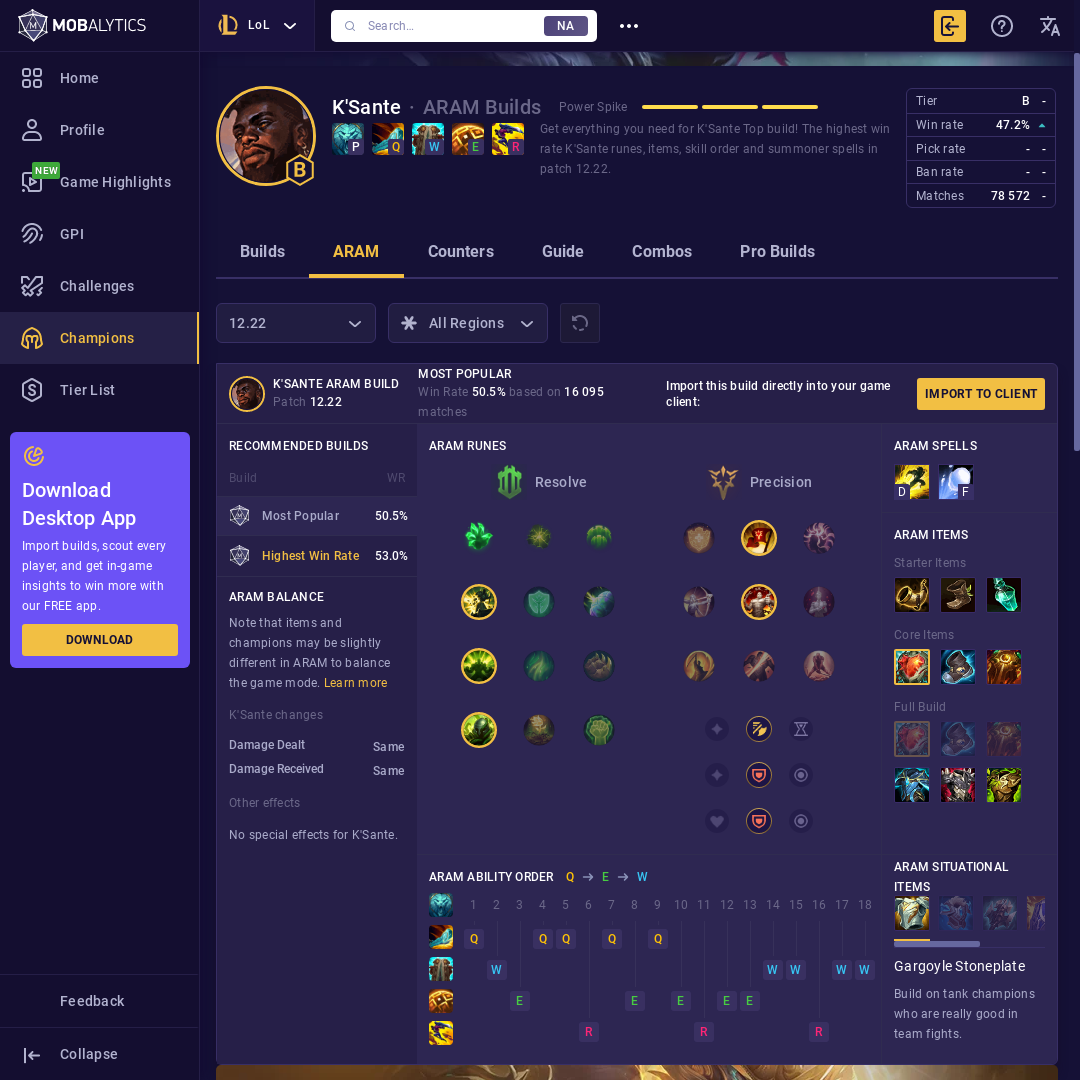 MOBALYTICS
LoL
Search...
NA
Home
Profile
NEW
Game Highlights
GPI
Challenges
Champions
Tier List
Download
Desktop App
Import builds, scout every
player, and get in-game
insights to win more with
our FREE app.
DOWNLOAD
Feedback
Collapse
B
K'Sante · ARAM Builds
Power Spike
P
Q
W
E
R
Get everything you need for K'Sante Top build! The highest win
rate K'Sante runes, items, skill order and summoner spells in
patch 12.22.
Tier B -
Win rate 47.2%
Pick rate - -
Ban rate - -
Matches 78 572 -
Builds
ARAM
Counters
Guide
Combos
Pro Builds
12.22
All Regions
K'SANTE ARAM BUILD
Patch 12.22
MOST POPULAR
Win Rate 50.5% based on 16 095
matches
Import this build directly into your game
client:
IMPORT TO CLIENT
RECOMMENDED BUILDS
Build WR
Most Popular 50.5%
Highest Win Rate 53.0%
ARAM BALANCE
Note that items and
champions may be slightly
different in ARAM to balance
the game mode. Learn more
K'Sante changes
Damage Dealt Same
Damage Received Same
Other effects
No special effects for K'Sante.
ARAM RUNES
Resolve
Precision
ARAM ABILITY ORDER Q E W
1 2 3 4 5 6 7 8 9 10 11 12 13 14 15 16 17 18
Q Q Q Q Q
W W W W W
E E E E E
R R R
ARAM SPELLS
D F
ARAM ITEMS
Starter Items
Core Items
Full Build
ARAM SITUATIONAL
ITEMS
Gargoyle Stoneplate
Build on tank champions
who are really good in
team fights.